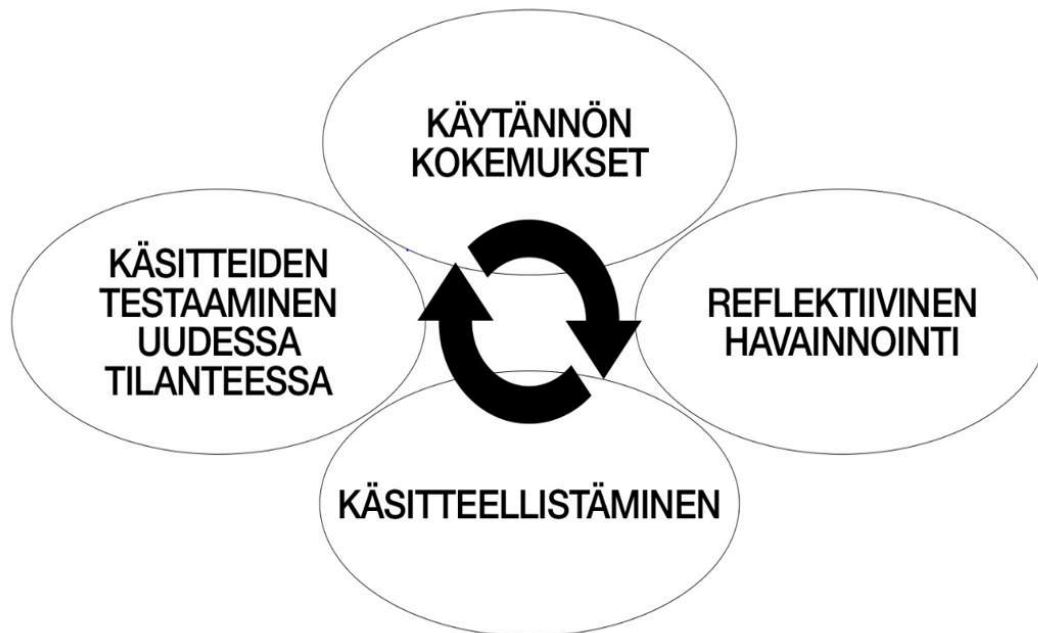 KÄYTÄNNÖN
KOKEMUKSET
KÄSITTEIDEN
TESTAAMINEN
UUDESSA
TILANTEESSA
REFLEKTIIVINEN
HAVAINNOINTI
KÄSITTEELLISTÄMINEN